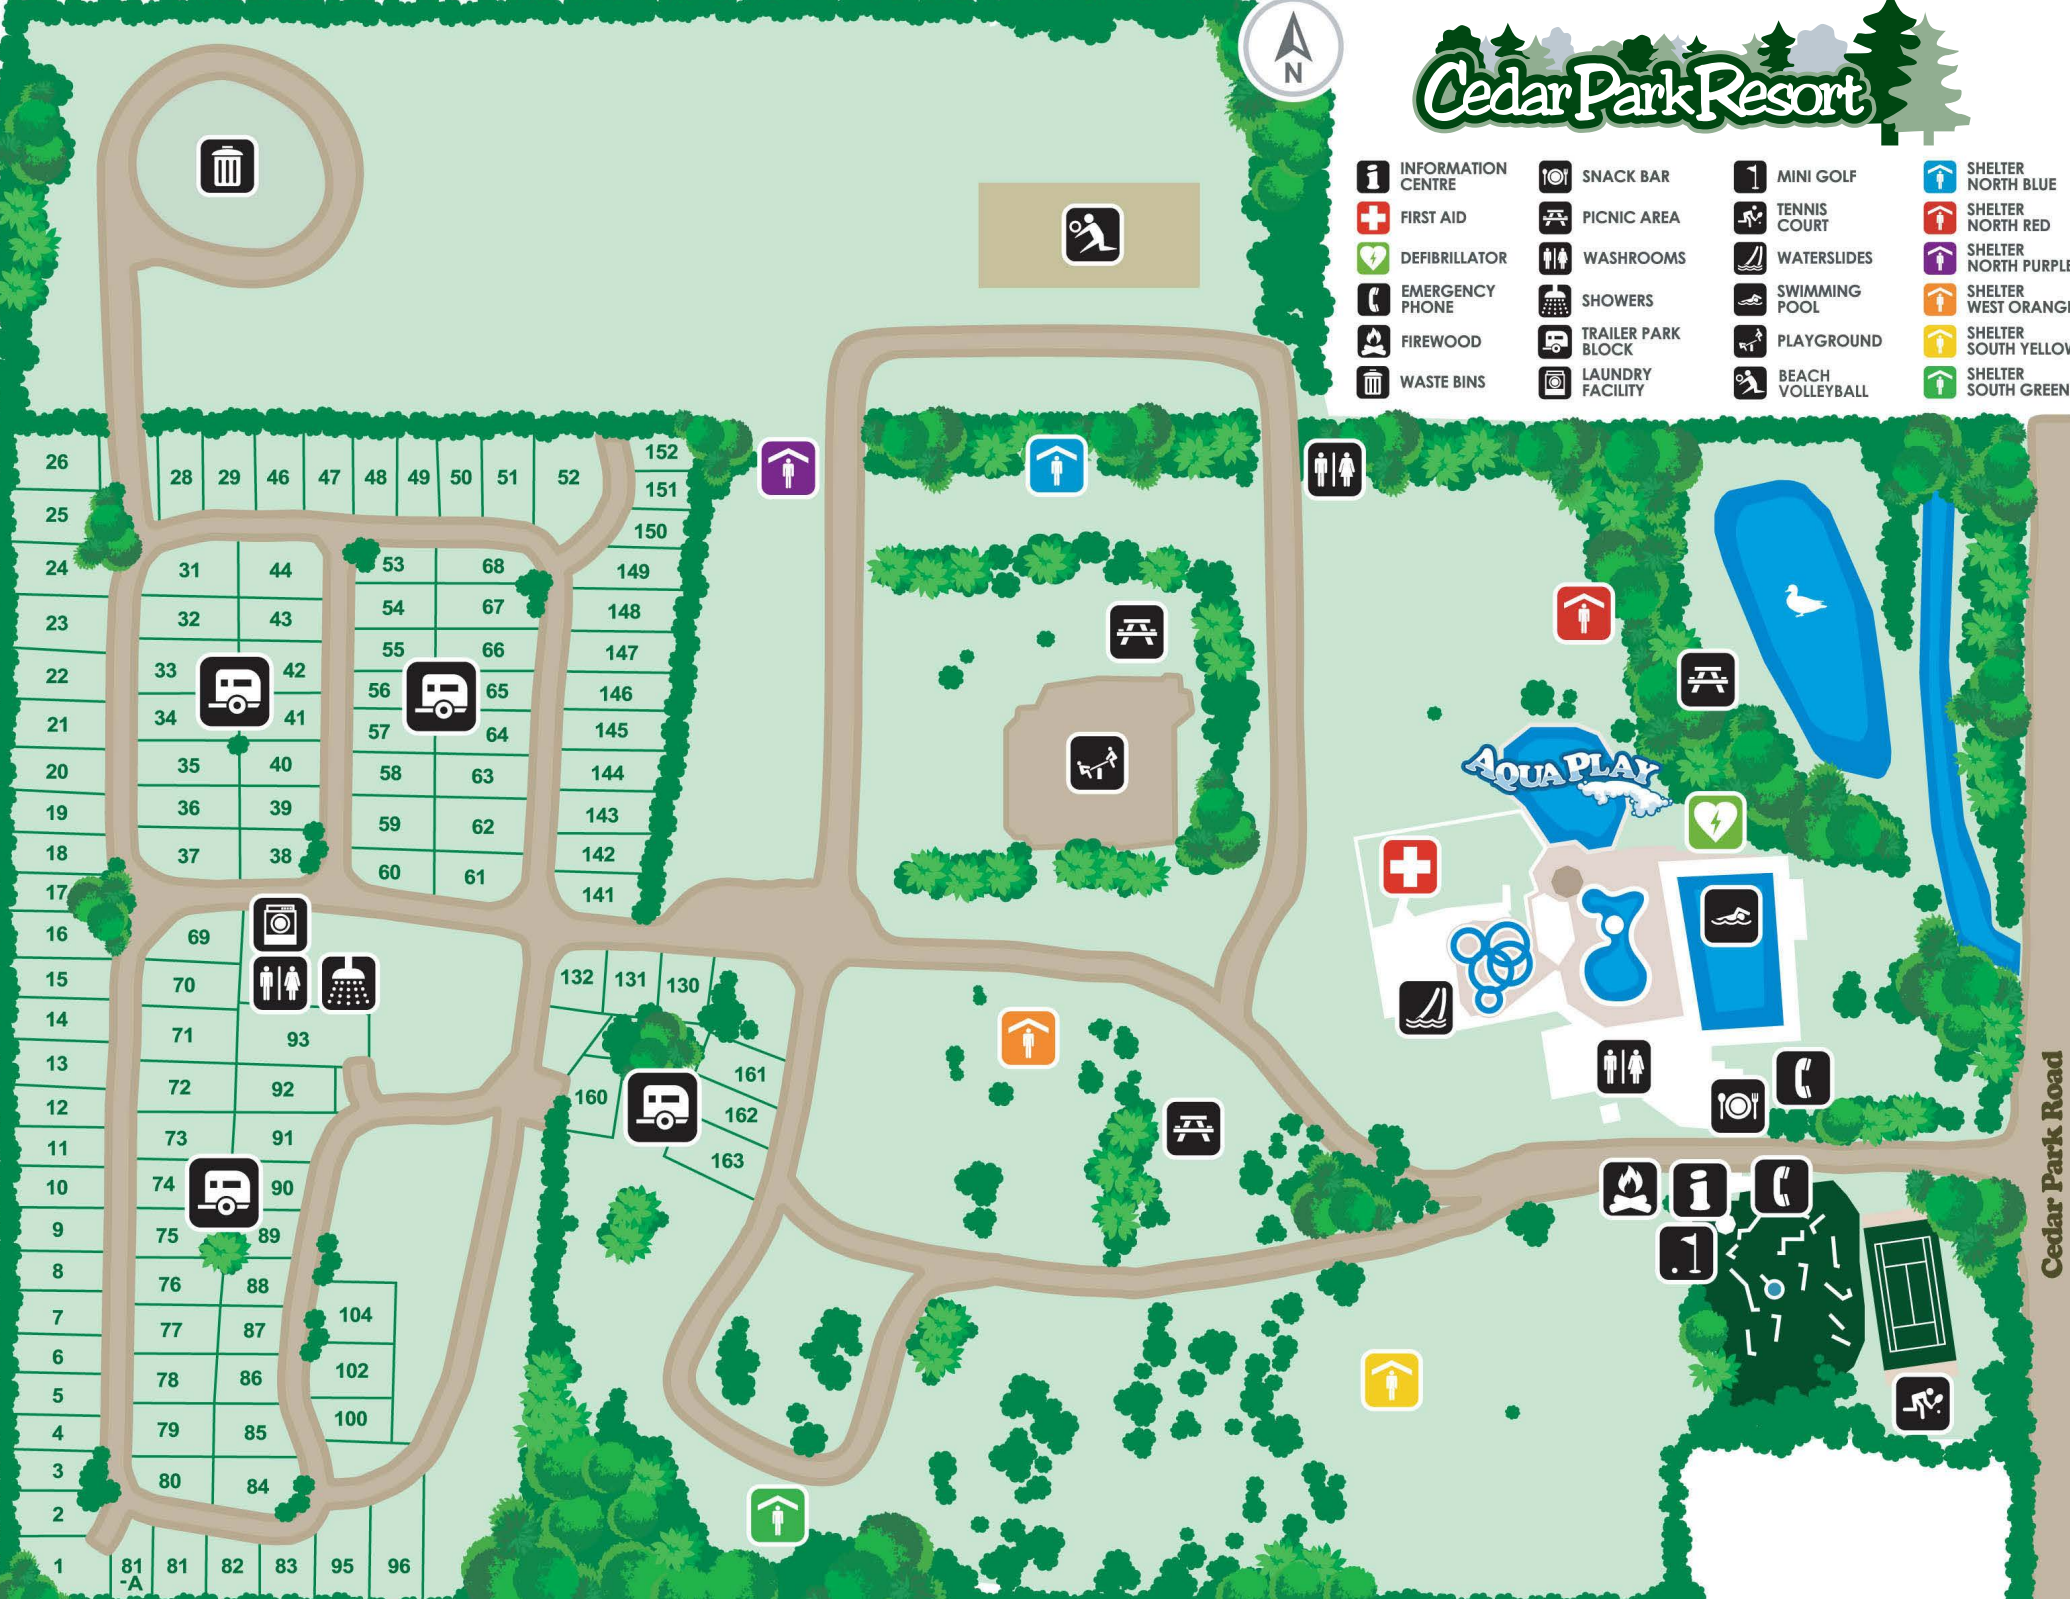 N
Cedar Park Resort
INFORMATION
CENTRE
FIRST AID
DEFIBRILLATOR
EMERGENCY
PHONE
FIREWOOD
WASTE BINS
SNACK BAR
PICNIC AREA
WASHROOMS
SHOWERS
TRAILER PARK
BLOCK
LAUNDRY
FACILITY
MINI GOLF
TENNIS
COURT
WATERSLIDES
SWIMMING
POOL
PLAYGROUND
BEACH
VOLLEYBALL
SHELTER
NORTH BLUE
SHELTER
NORTH RED
SHELTER
NORTH PURPLE
SHELTER
WEST ORANGE
SHELTER
SOUTH YELLOW
SHELTER
SOUTH GREEN
26
25
24
23
22
21
20
19
18
17
16
15
14
13
12
11
10
9
8
7
6
5
4
3
2
1
28 29 46 47 48 49 50 51 52
152
151
150
149
148
147
146
145
144
143
142
141
31 44
32 43
33 42
34 41
35 40
36 39
37 38
53 68
54 67
55 66
56 65
57 64
58 63
59 62
60 61
69
70
71 93
72 92
73 91
74 90
75 89
76 88
77 87
78 86
79 85
80 84
104
102
100
81
-A
81 82 83 95 96
132 131 130
160
161
162
163
AQUA PLAY
i
Cedar Park Road